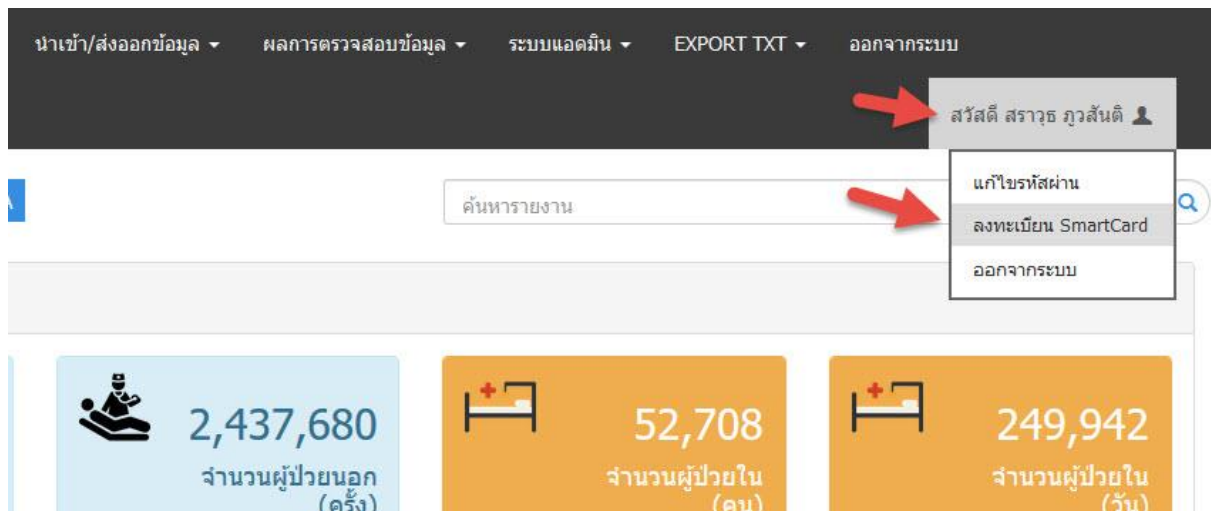 นำเข้า/ส่งออกข้อมูล ผลการตรวจสอบข้อมูล ระบบแอดมิน EXPORT TXT ออกจากระบบ
สวัสดี สราวุธ ภูวสันติ
แก้ไขรหัสผ่าน
ค้นหารายงาน
ลงทะเบียน SmartCard
ออกจากระบบ
2,437,680
จำนวนผู้ป่วยนอก
(ครั้ง)
52,708
จำนวนผู้ป่วยใน
(คน)
249,942
จำนวนผู้ป่วยใน
(วัน)